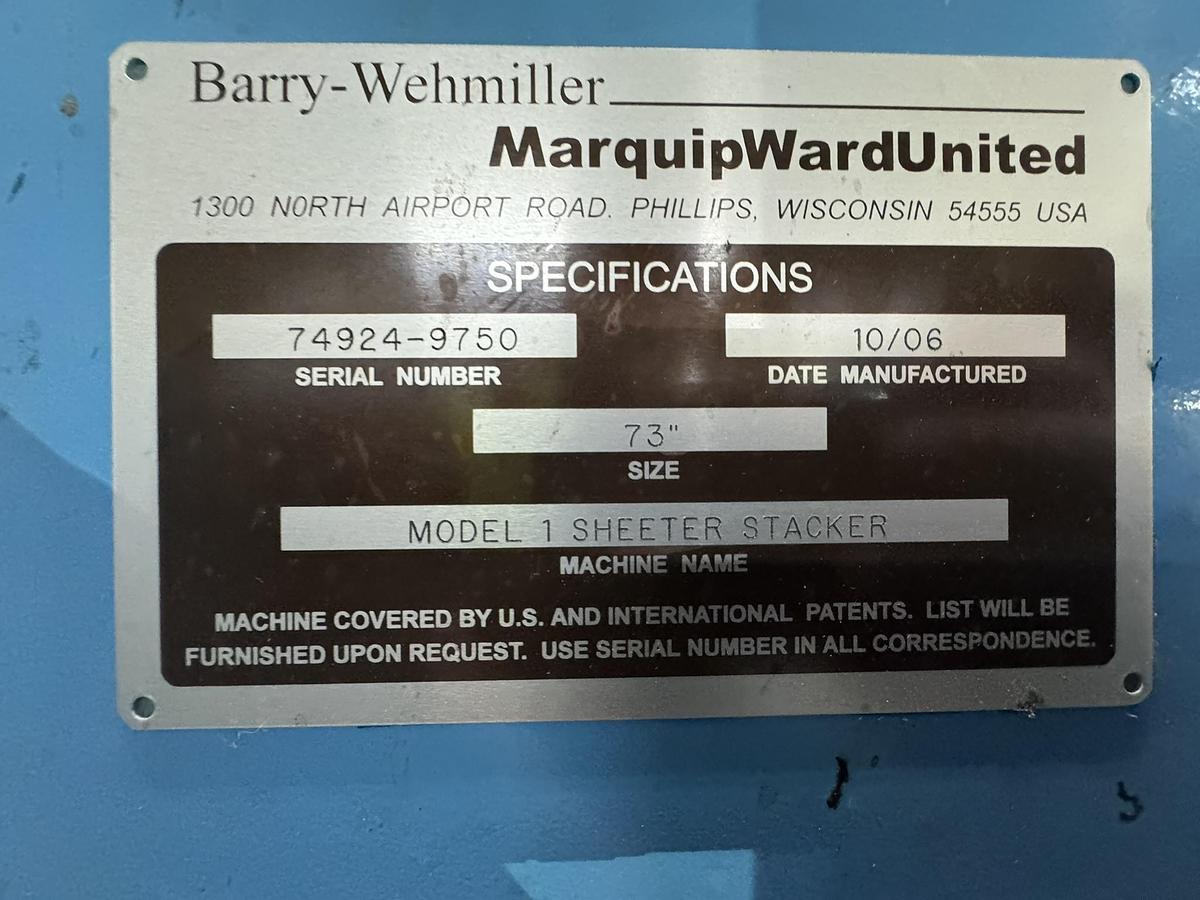 Barry-Wehmiller
MarquipWardUnited
1300 NORTH AIRPORT ROAD. PHILLIPS, WISCONSIN 54555 USA
SPECIFICATIONS
74924-9750 10/06
SERIAL NUMBER DATE MANUFACTURED
73"
SIZE
MODEL 1 SHEETER STACKER
MACHINE NAME
MACHINE COVERED BY U.S. AND INTERNATIONAL PATENTS. LIST WILL BE
FURNISHED UPON REQUEST. USE SERIAL NUMBER IN ALL CORRESPONDENCE.